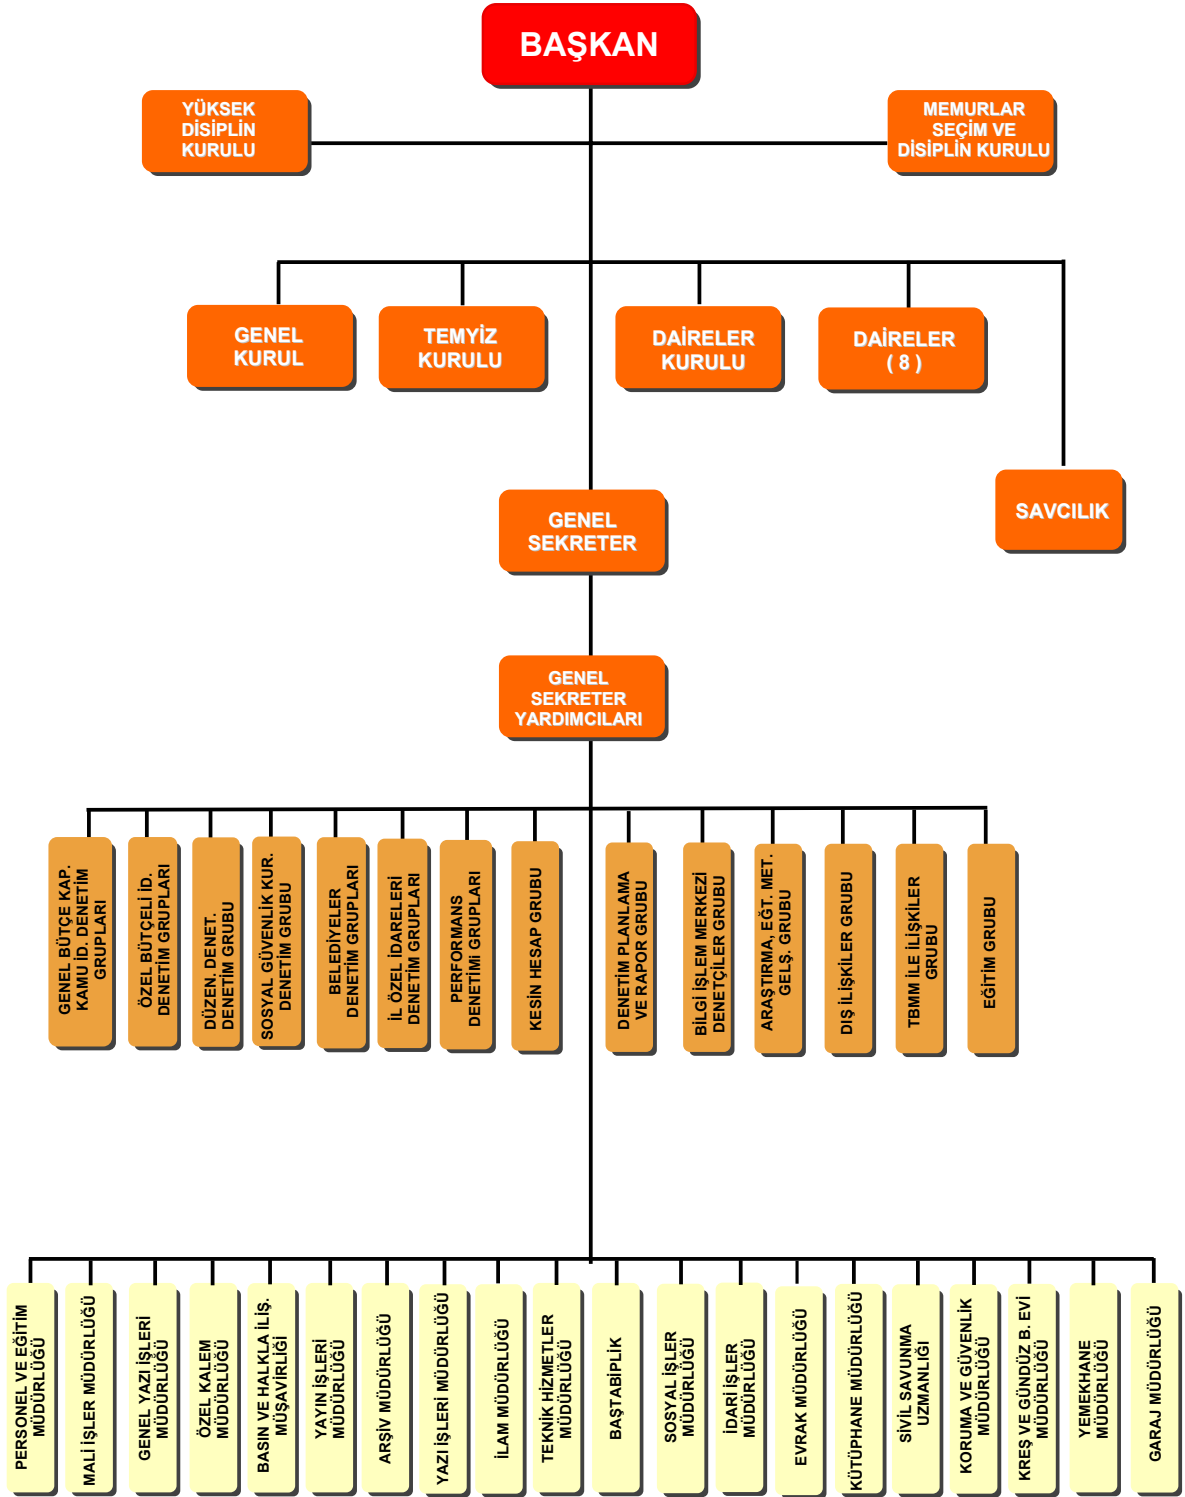 BAŞKAN
YÜKSEK
DİSİPLİN
KURULU
MEMURLAR
SEÇİM VE
DİSİPLİN KURULU
GENEL
KURUL
TEMYİZ
KURULU
DAİRELER
KURULU
DAİRELER
( 8 )
SAVCILIK
GENEL
SEKRETER
GENEL
SEKRETER
YARDIMCILARI
GENEL BÜTÇE KAP.
KAMU İD. DENETİM
GRUPLARI
ÖZEL BÜTÇELİ İD.
DENETİM GRUPLARI
DÜZEN. DENET.
DENETİM GRUBU
SOSYAL GÜVENLİK KUR.
DENETİM GRUBU
BELEDİYELER
DENETİM GRUPLARI
İL ÖZEL İDARELERİ
DENETİM GRUPLARI
PERFORMANS
DENETİMİ GRUPLARI
KESİN HESAP GRUBU
DENETİM PLANLAMA
VE RAPOR GRUBU
BİLGİ İŞLEM MERKEZİ
DENETÇİLER GRUBU
ARAŞTIRMA, EĞT. MET.
GELŞ. GRUBU
DIŞ İLİŞKİLER GRUBU
TBMM İLE İLİŞKİLER
GRUBU
EĞİTİM GRUBU
PERSONEL VE EĞİTİM
MÜDÜRLÜĞÜ
MALİ İŞLER MÜDÜRLÜĞÜ
GENEL YAZI İŞLERİ
MÜDÜRLÜĞÜ
ÖZEL KALEM
MÜDÜRLÜĞÜ
BASIN VE HALKLA İLİŞ.
MÜŞAVİRLİĞİ
YAYIN İŞLERİ
MÜDÜRLÜĞÜ
ARŞİV MÜDÜRLÜĞÜ
YAZI İŞLERİ MÜDÜRLÜĞÜ
İLAM MÜDÜRLÜĞÜ
TEKNİK HİZMETLER
MÜDÜRLÜĞÜ
BAŞTABİPLİK
SOSYAL İŞLER
MÜDÜRLÜĞÜ
İDARİ İŞLER
MÜDÜRLÜĞÜ
EVRAK MÜDÜRLÜĞÜ
KÜTÜPHANE MÜDÜRLÜĞÜ
SİVİL SAVUNMA
UZMANLIĞI
KORUMA VE GÜVENLİK
MÜDÜRLÜĞÜ
KREŞ VE GÜNDÜZ B. EVİ
MÜDÜRLÜĞÜ
YEMEKHANE
MÜDÜRLÜĞÜ
GARAJ MÜDÜRLÜĞÜ